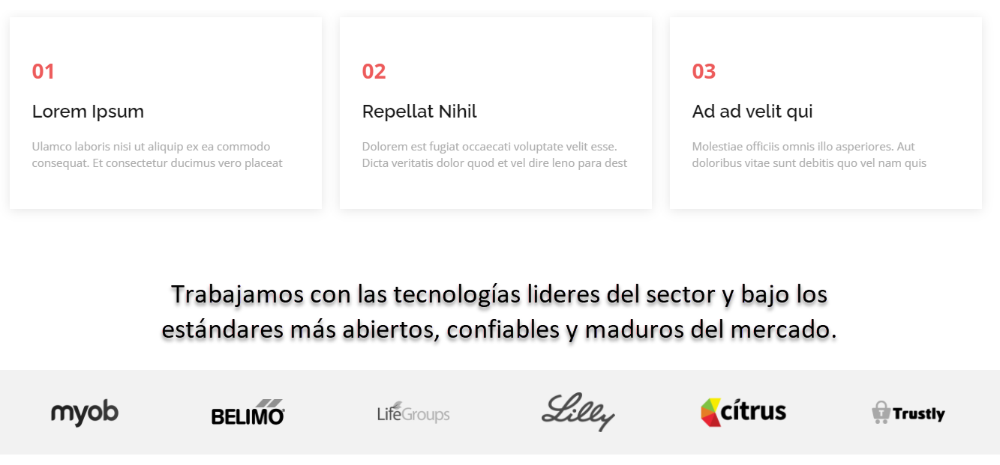 01
Lorem Ipsum
Ulamco laboris nisi ut aliquip ex ea commodo
consequat. Et consectetur ducimus vero placeat
02
Repellat Nihil
Dolorem est fugiat occaecati voluptate velit esse.
Dicta veritatis dolor quod et vel dire leno para dest
03
Ad ad velit qui
Molestiae officiis omnis illo asperiores. Aut
doloribus vitae sunt debitis quo vel nam quis
Trabajamos con las tecnologías lideres del sector y bajo los
estándares más abiertos, confiables y maduros del mercado.
myob
BELIMO
LifeGroups
Lilly
cítrus
T Trustly